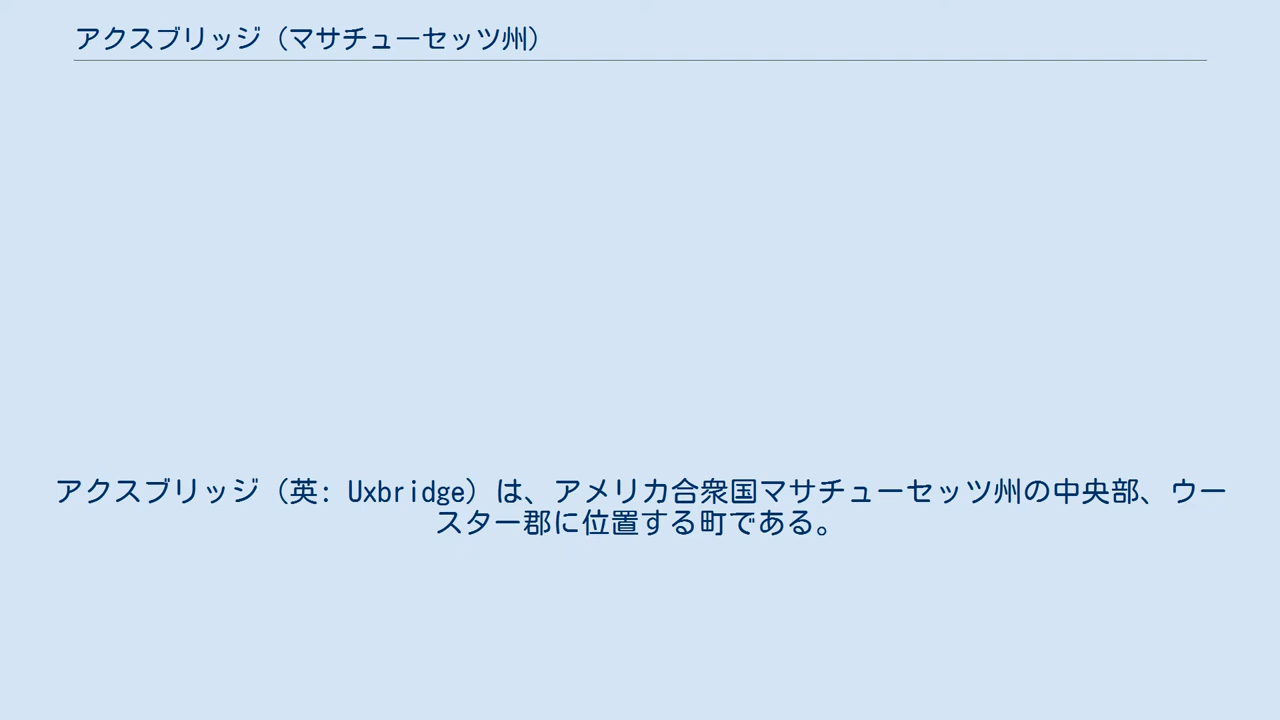 アクスブリッジ（マサチューセッツ州）
アクスブリッジ（英: Uxbridge）は、アメリカ合衆国マサチューセッツ州の中央部、ウー
スター郡に位置する町である。